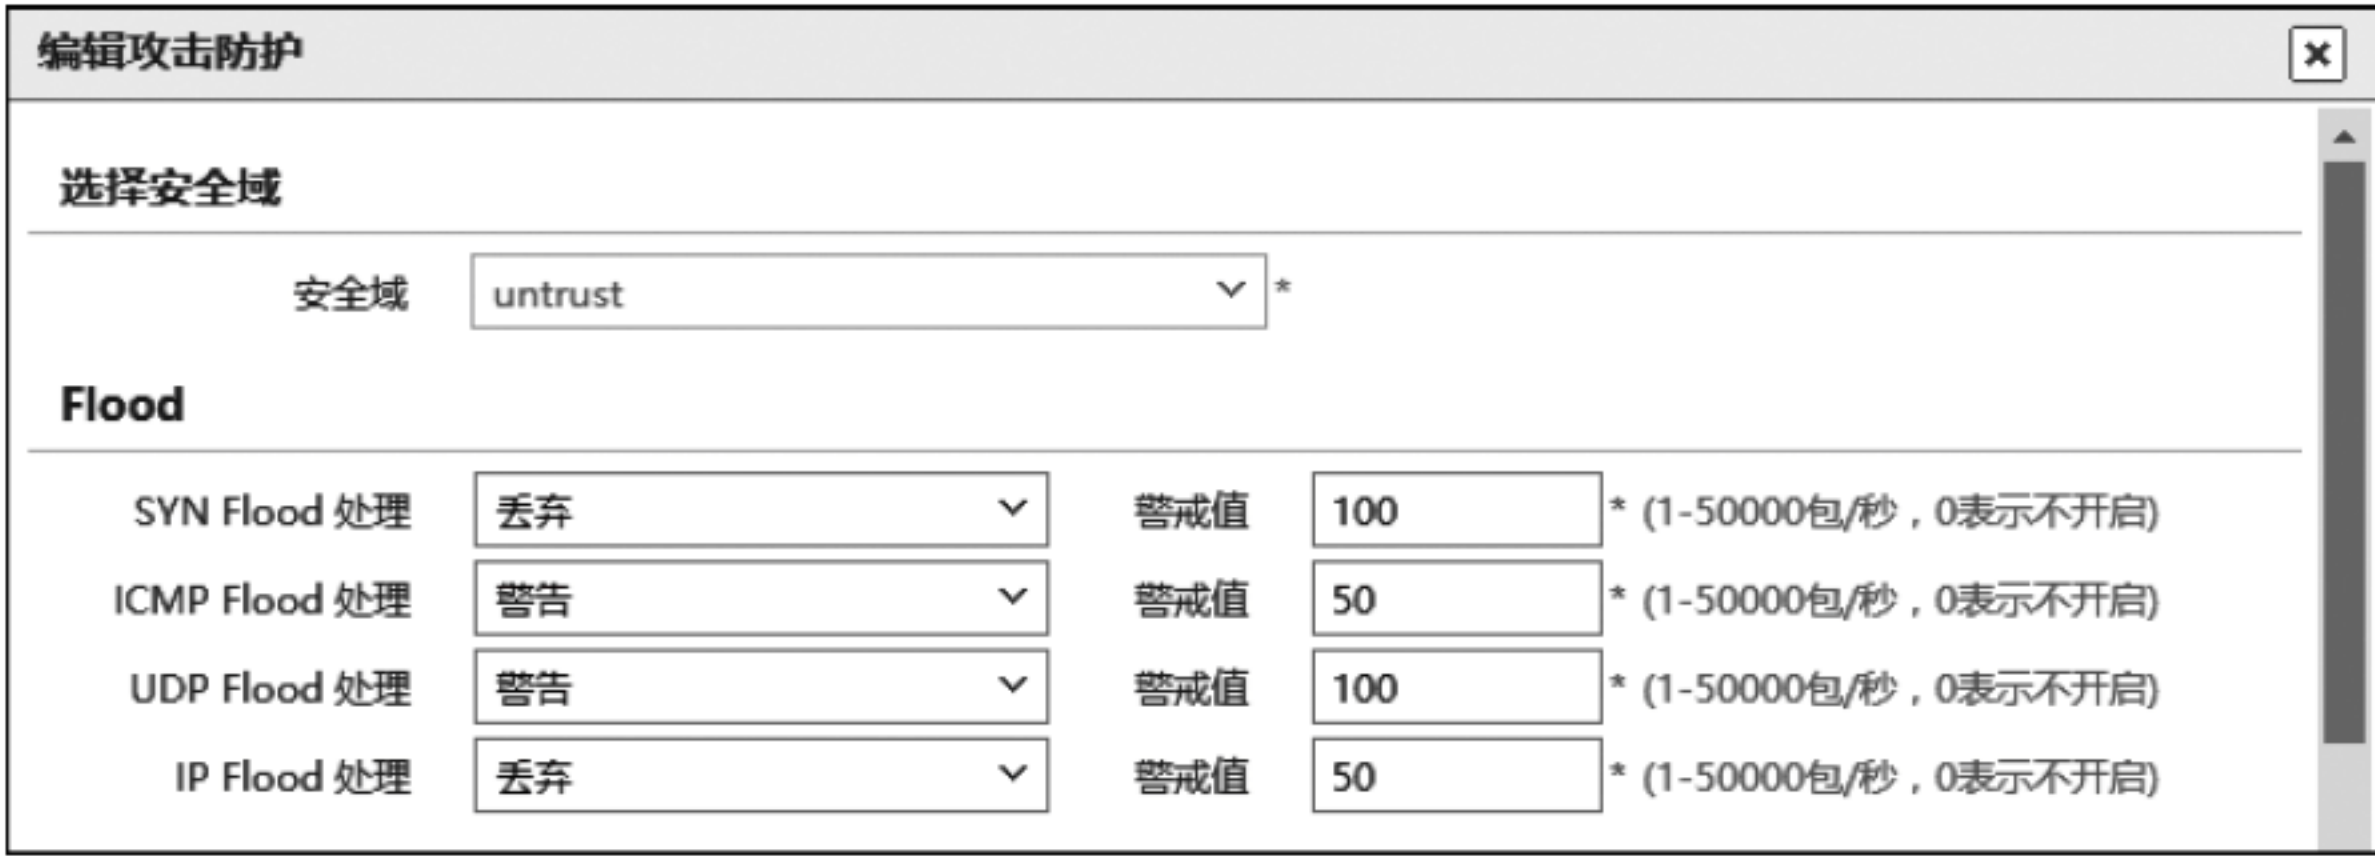 编辑攻击防护
选择安全域
安全域 untrust *
Flood
SYN Flood 处理 丢弃 警戒值 100 * (1-50000包/秒，0表示不开启)
ICMP Flood 处理 警告 警戒值 50 * (1-50000包/秒，0表示不开启)
UDP Flood 处理 警告 警戒值 100 * (1-50000包/秒，0表示不开启)
IP Flood 处理 丢弃 警戒值 50 * (1-50000包/秒，0表示不开启)